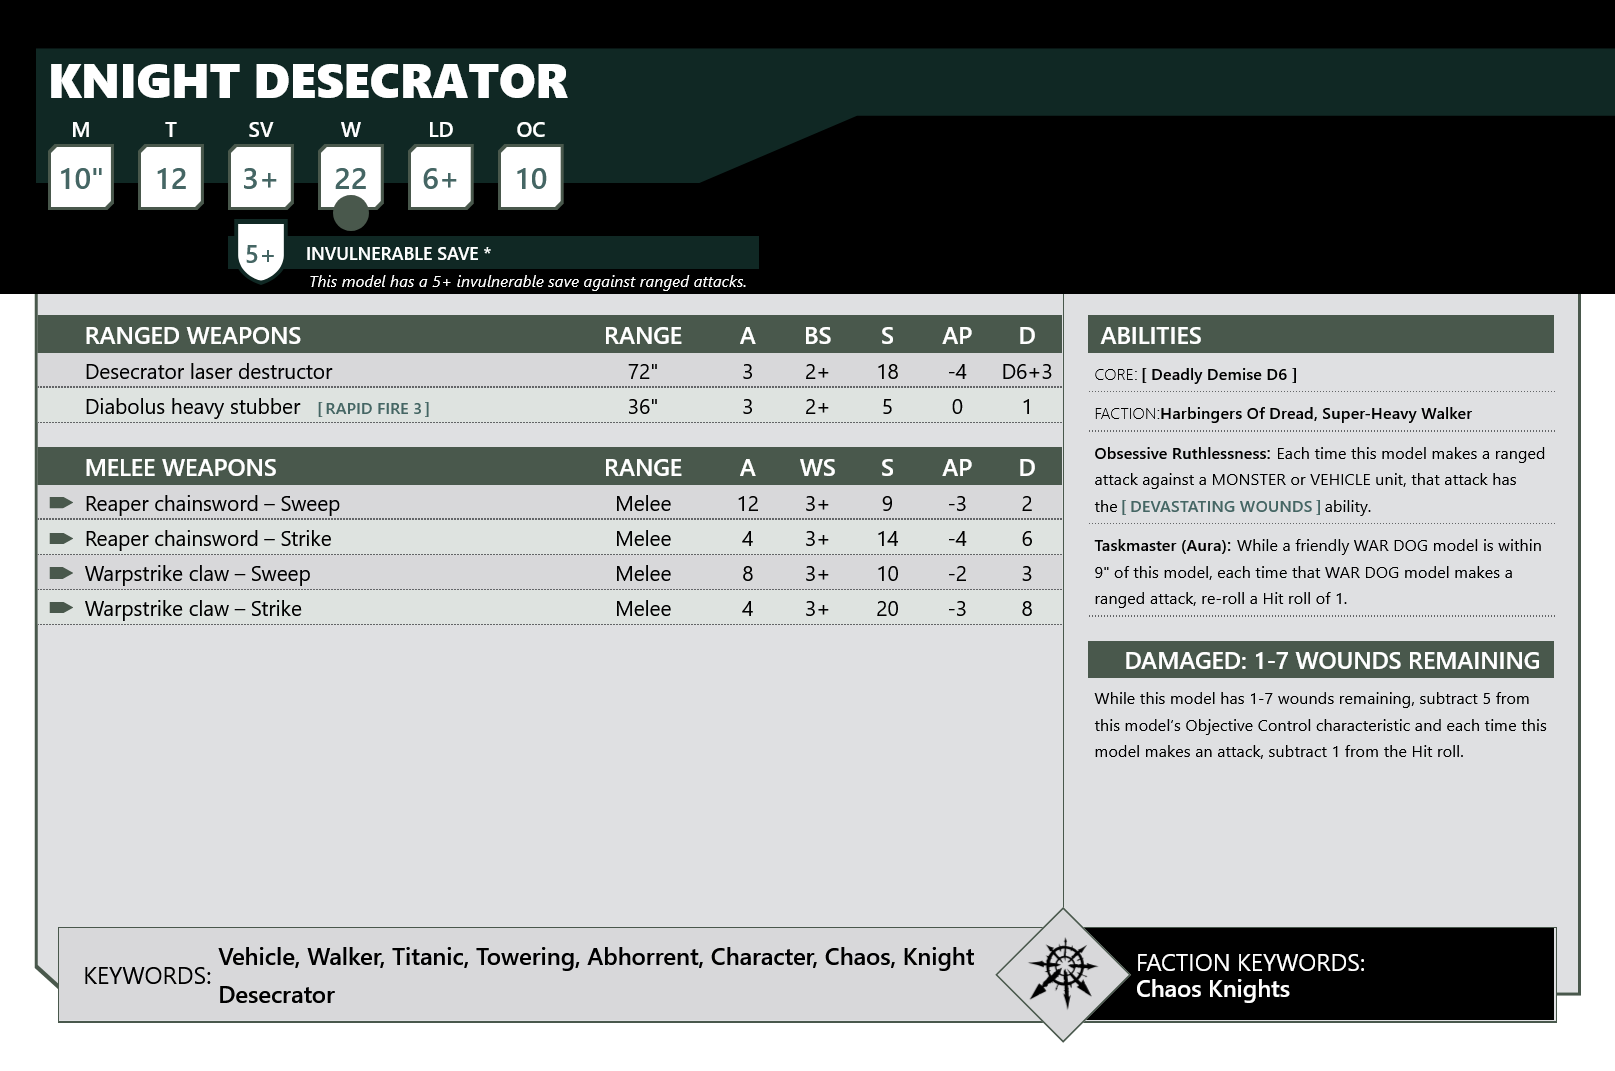 KNIGHT DESECRATOR
M T SV W LD OC
10" 12 3+ 22 6+ 10
5+ INVULNERABLE SAVE *
This model has a 5+ invulnerable save against ranged attacks.
RANGED WEAPONS RANGE A BS S AP D
Desecrator laser destructor 72" 3 2+ 18 -4 D6+3
Diabolus heavy stubber [ RAPID FIRE 3 ] 36" 3 2+ 5 0 1
MELEE WEAPONS RANGE A WS S AP D
Reaper chainsword – Sweep Melee 12 3+ 9 -3 2
Reaper chainsword – Strike Melee 4 3+ 14 -4 6
Warpstrike claw – Sweep Melee 8 3+ 10 -2 3
Warpstrike claw – Strike Melee 4 3+ 20 -3 8
ABILITIES
CORE: [ Deadly Demise D6 ]
FACTION:Harbingers Of Dread, Super-Heavy Walker
Obsessive Ruthlessness: Each time this model makes a ranged
attack against a MONSTER or VEHICLE unit, that attack has
the [ DEVASTATING WOUNDS ] ability.
Taskmaster (Aura): While a friendly WAR DOG model is within
9" of this model, each time that WAR DOG model makes a
ranged attack, re-roll a Hit roll of 1.
DAMAGED: 1-7 WOUNDS REMAINING
While this model has 1-7 wounds remaining, subtract 5 from
this model’s Objective Control characteristic and each time this
model makes an attack, subtract 1 from the Hit roll.
KEYWORDS: Vehicle, Walker, Titanic, Towering, Abhorrent, Character, Chaos, Knight
Desecrator
FACTION KEYWORDS:
Chaos Knights